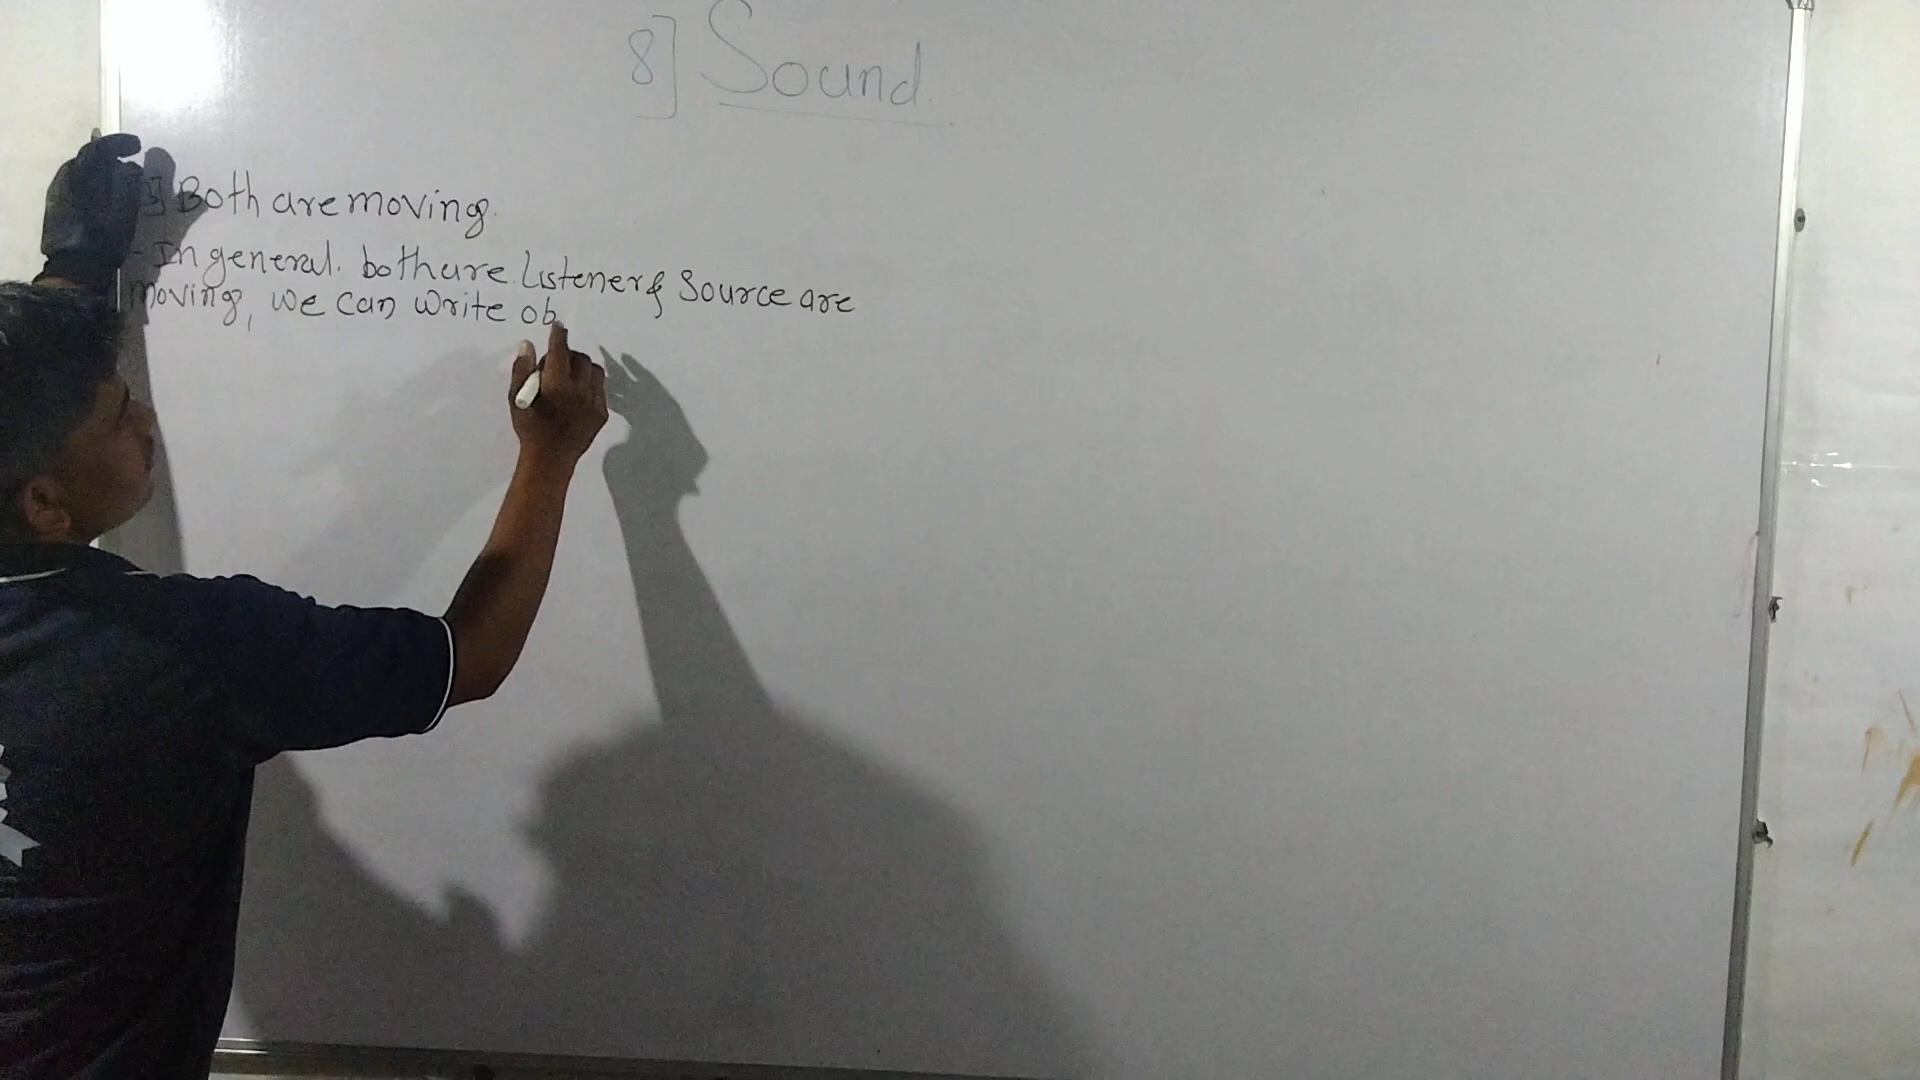 8] Sound.
3] Both are moving.
- In general. both are Listener & Source are
moving, we can write ob